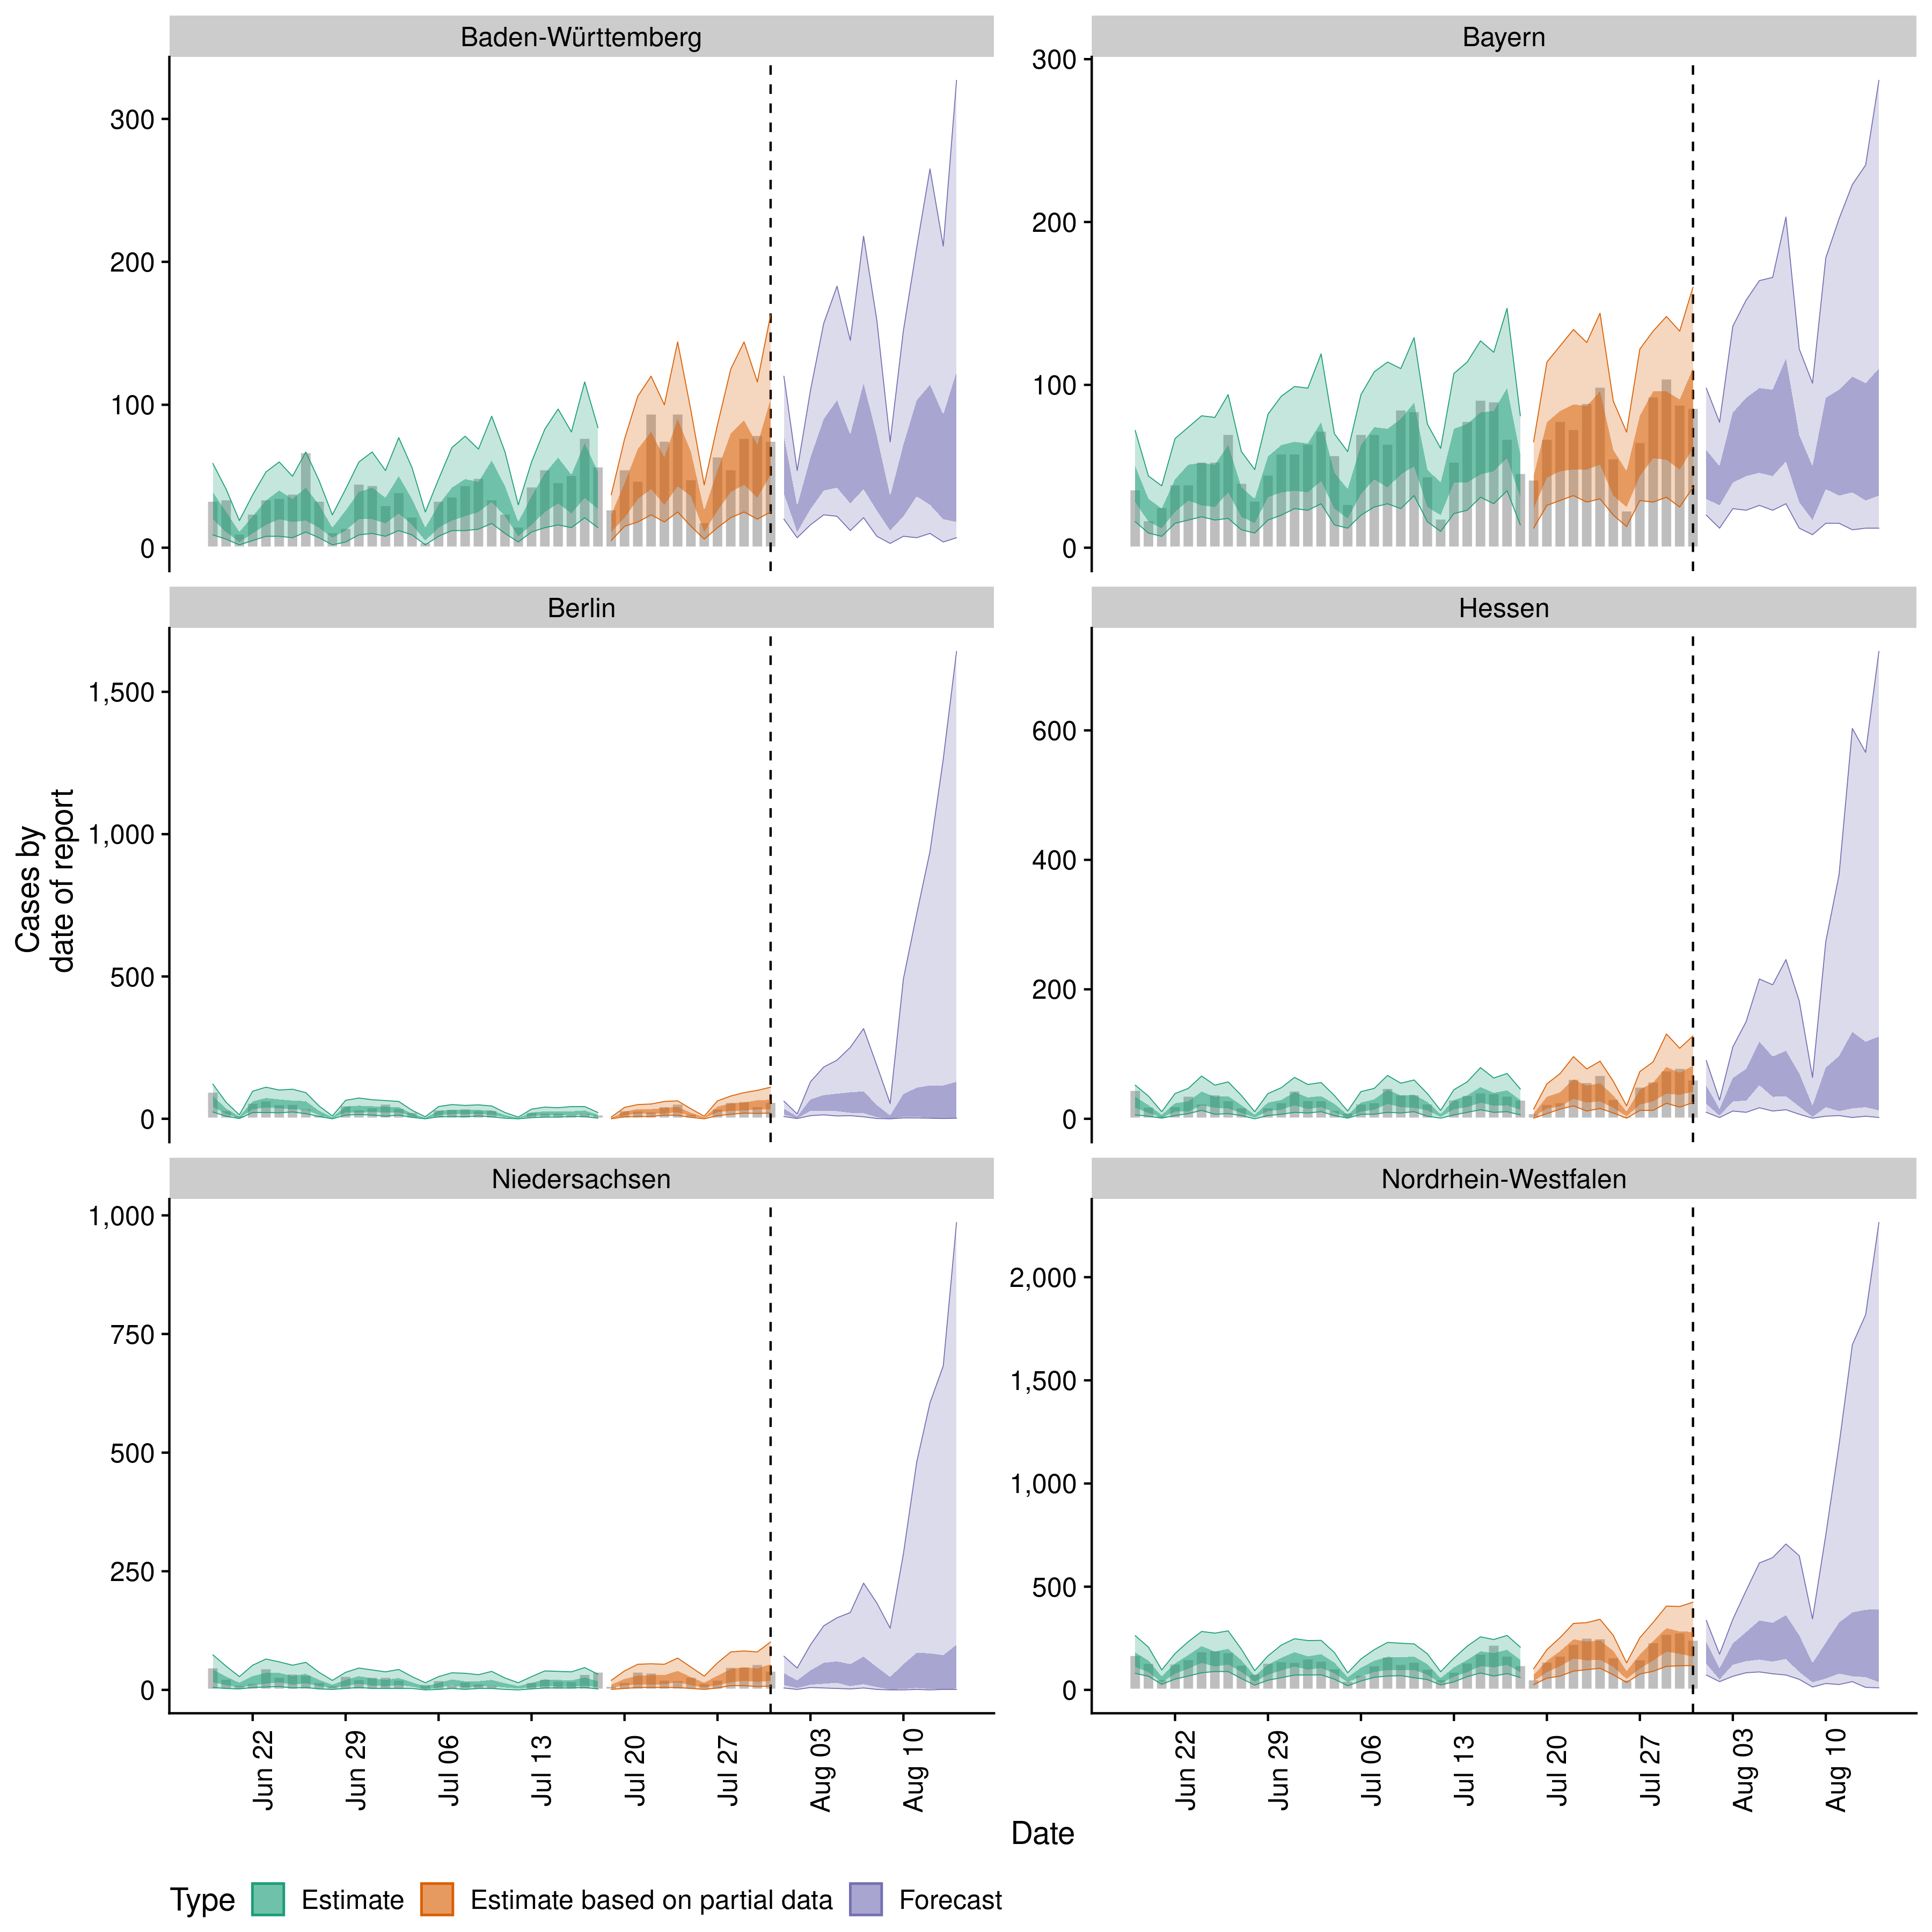 Baden-Württemberg
Bayern
300
200
100
0
300
200
100
0
Berlin
Hessen
1,500
1,000
500
0
600
400
200
0
Cases by
date of report
Niedersachsen
Nordrhein-Westfalen
1,000
750
500
250
0
2,000
1,500
1,000
500
0
Jun 22
Jun 29
Jul 06
Jul 13
Jul 20
Jul 27
Aug 03
Aug 10
Jun 22
Jun 29
Jul 06
Jul 13
Jul 20
Jul 27
Aug 03
Aug 10
Date
Type Estimate Estimate based on partial data Forecast